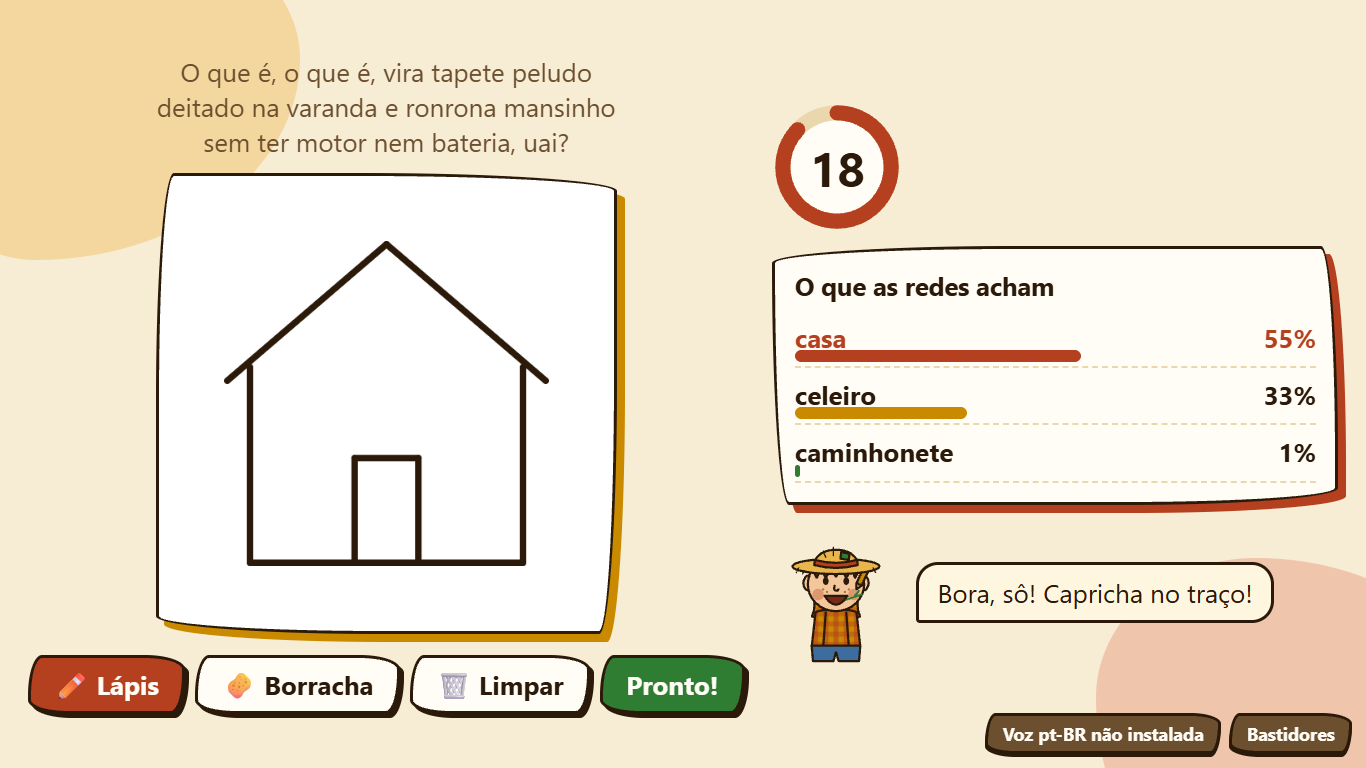 O que é, o que é, vira tapete peludo
deitado na varanda e ronrona mansinho
sem ter motor nem bateria, uai?
18
O que as redes acham
casa 55%
celeiro 33%
caminhonete 1%
Bora, sô! Capricha no traço!
Lápis
Borracha
Limpar
Pronto!
Voz pt-BR não instalada
Bastidores